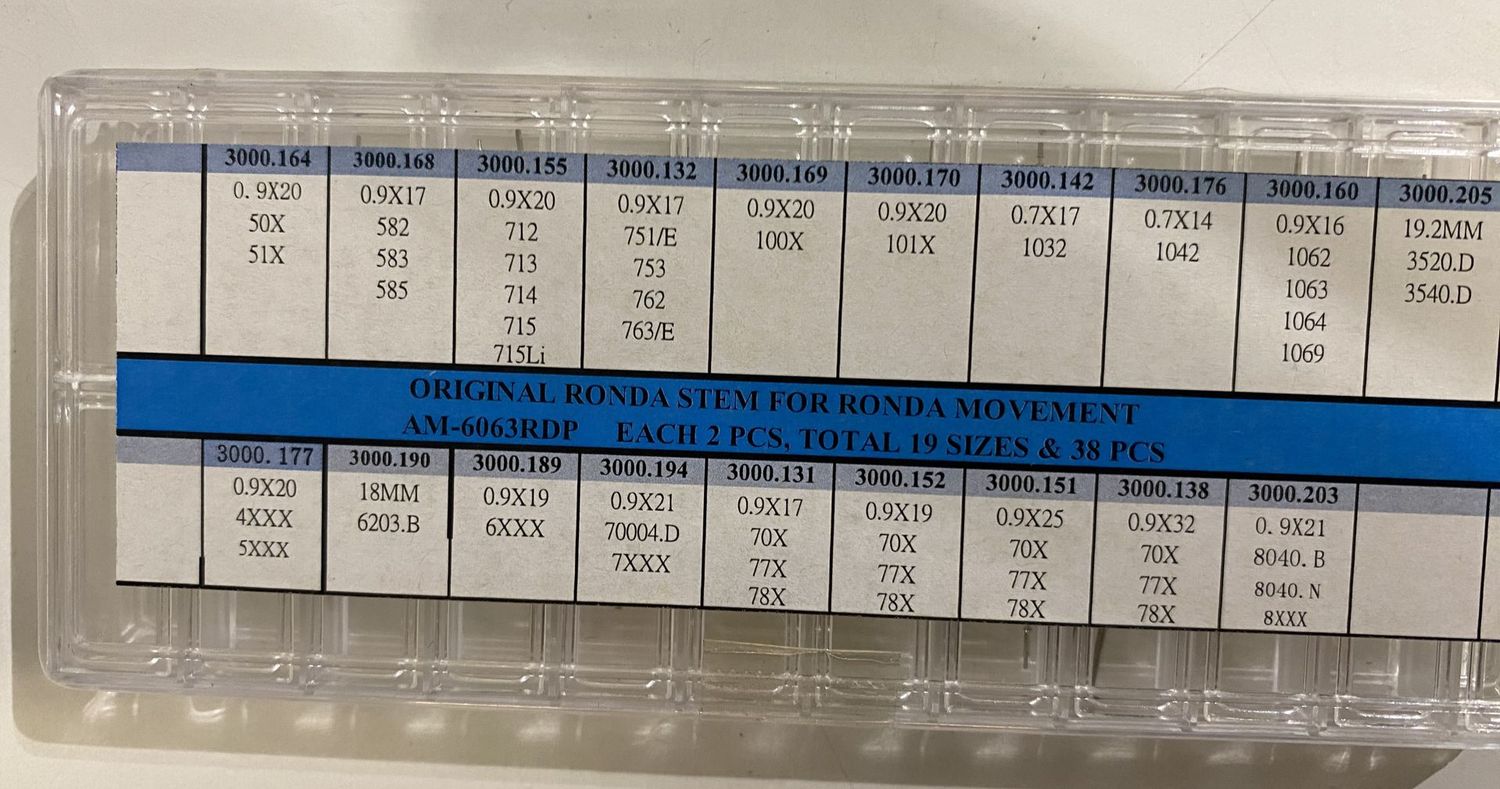 3000.164 3000.168 3000.155 3000.132 3000.169 3000.170 3000.142 3000.176 3000.160 3000.205
0. 9X20 0.9X17 0.9X20 0.9X17 0.9X20 0.9X20 0.7X17 0.7X14 0.9X16 19.2MM
50X 582 712 751/E 100X 101X 1032 1042 1062 3520.D
51X 583 713 753 1063 3540.D
585 714 762 1064
715 763/E 1069
715Li
ORIGINAL RONDA STEM FOR RONDA MOVEMENT
AM-6063RDP EACH 2 PCS, TOTAL 19 SIZES & 38 PCS
3000. 177 3000.190 3000.189 3000.194 3000.131 3000.152 3000.151 3000.138 3000.203
0.9X20 18MM 0.9X19 0.9X21 0.9X17 0.9X19 0.9X25 0.9X32 0. 9X21
4XXX 6203.B 6XXX 70004.D 70X 70X 70X 70X 8040. B
5XXX 7XXX 77X 77X 77X 77X 8040. N
78X 78X 78X 78X 8XXX